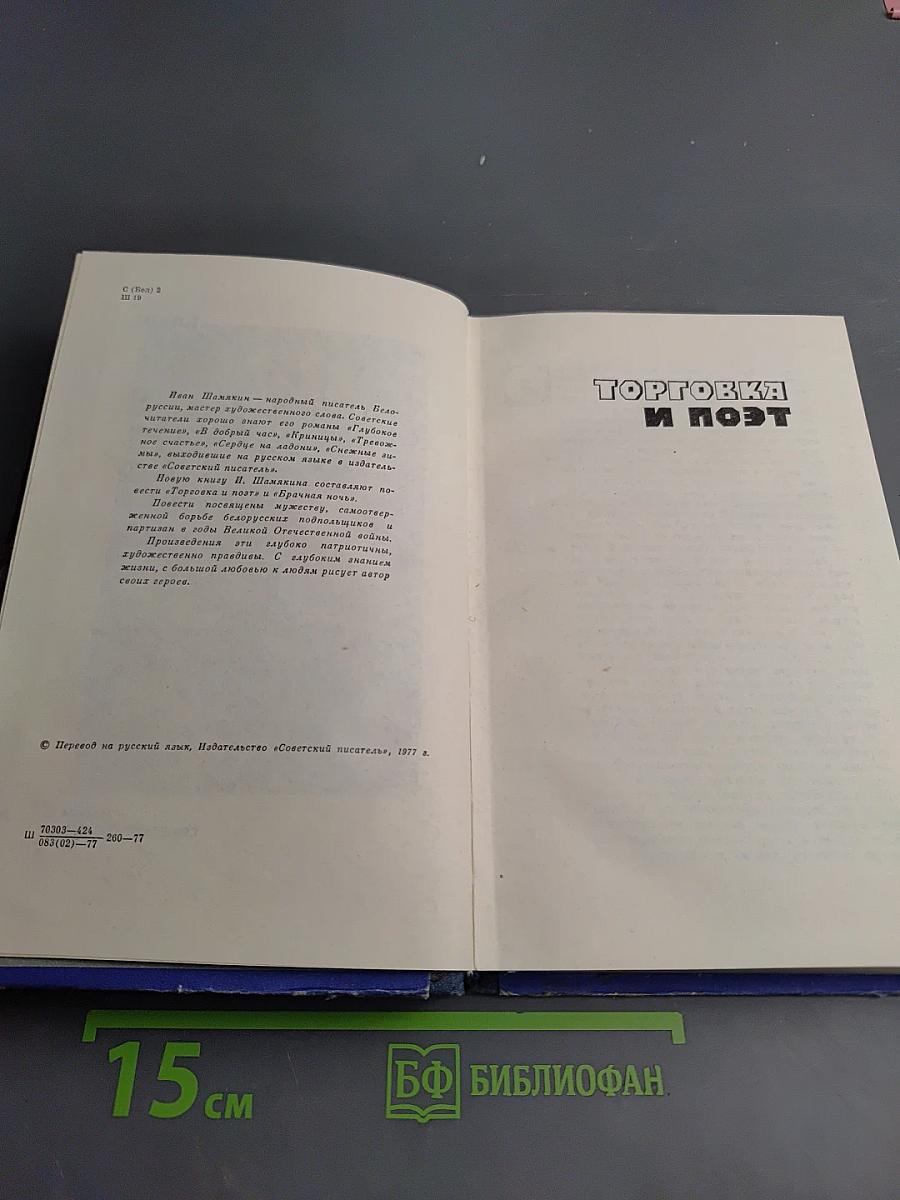 С (Бел) 2
Ш 19
Иван Шамякин — народный писатель Бело-
руссии, мастер художественного слова. Советские
читатели хорошо знают его романы «Глубокое
течение», «В добрый час», «Криницы», «Тревож-
ное счастье», «Сердце на ладони», «Снежные зи-
мы», выходившие на русском языке в издатель-
стве «Советский писатель».
Новую книгу И. Шамякина составляют по-
вести «Торговка и поэт» и «Брачная ночь».
Повести посвящены мужеству, самоотвер-
женной борьбе белорусских подпольщиков и
партизан в годы Великой Отечественной войны.
Произведения эти глубоко патриотичны,
художественно правдивы. С глубоким знанием
жизни, с большой любовью к людям рисует автор
своих героев.
© Перевод на русский язык, Издательство «Советский писатель», 1977 г.
Ш 70303—424
083(02)—77 260—77
ТОРГОВКА
И ПОЭТ
15 см
БФ БИБЛИОФАН